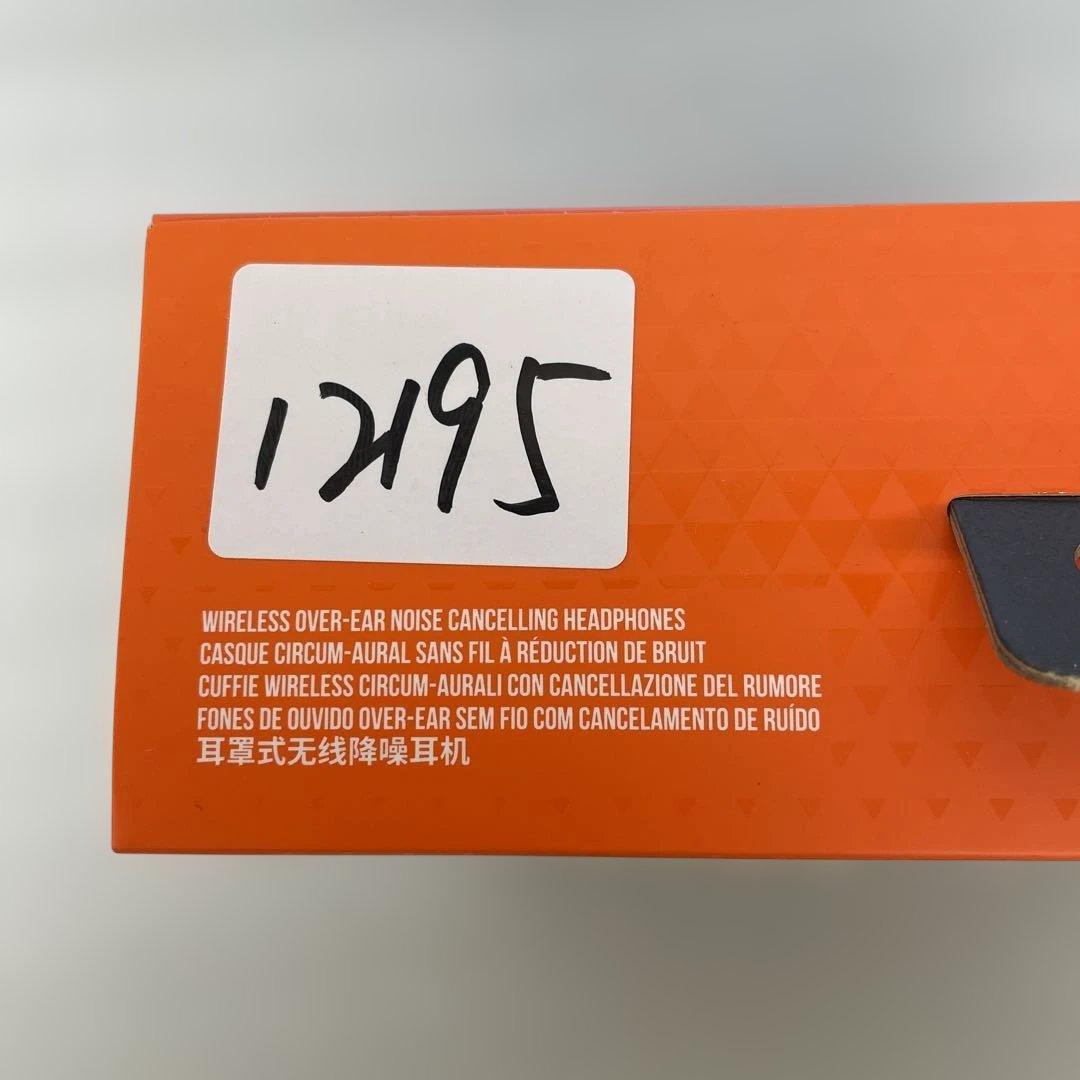 12195
WIRELESS OVER-EAR NOISE CANCELLING HEADPHONES
CASQUE CIRCUM-AURAL SANS FIL À RÉDUCTION DE BRUIT
CUFFIE WIRELESS CIRCUM-AURALI CON CANCELLAZIONE DEL RUMORE
FONES DE OUVIDO OVER-EAR SEM FIO COM CANCELAMENTO DE RUÍDO
耳罩式无线降噪耳机